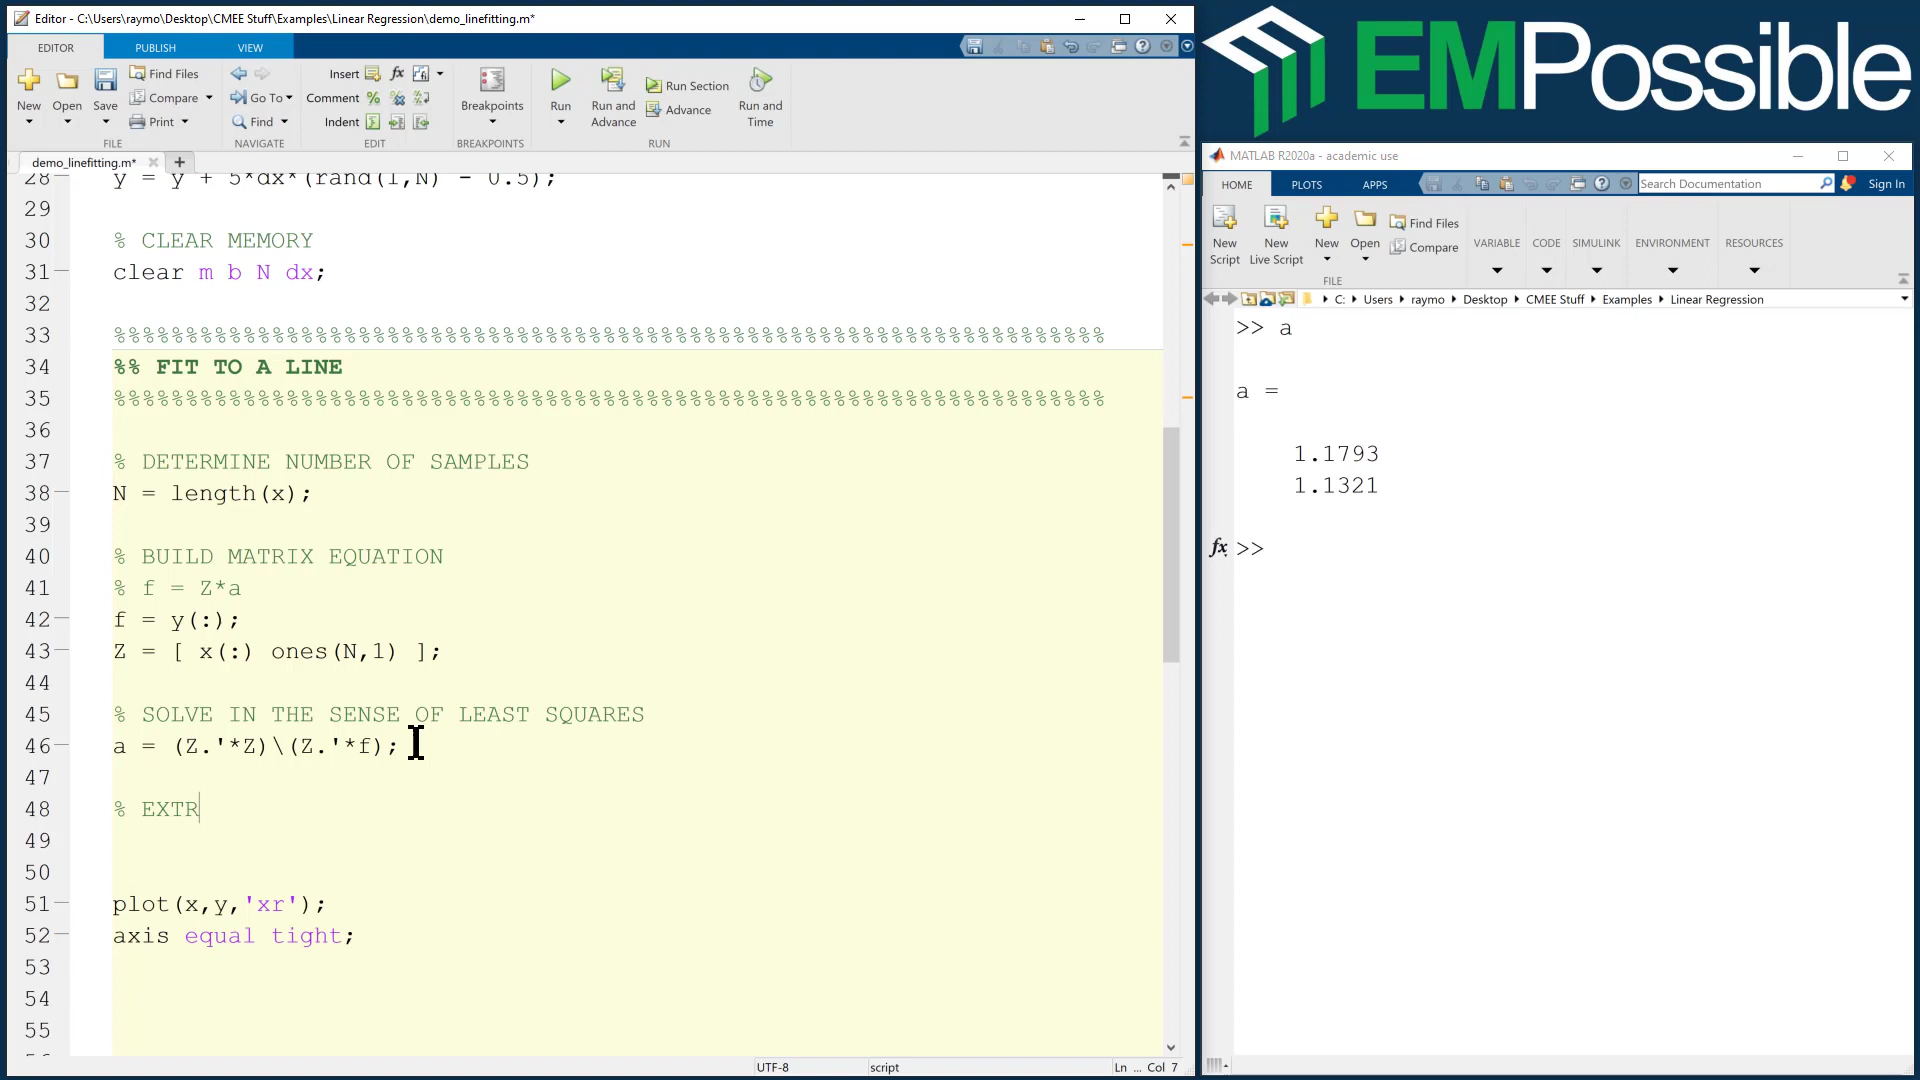 Editor - C:\Users\raymo\Desktop\CMEE Stuff\Examples\Linear Regression\demo_linefitting.m*
EDITOR PUBLISH VIEW
New Open Save Find Files Compare Print
FILE
Go To Find
NAVIGATE
Insert fx
Comment
Indent
EDIT
Breakpoints
BREAKPOINTS
Run Run and Advance Run Section Advance Run and Time
RUN
demo_linefitting.m*
28 y = y + 5*dx*(rand(1,N) - 0.5);
29
30 % CLEAR MEMORY
31 clear m b N dx;
32
33 %%%%%%%%%%%%%%%%%%%%%%%%%%%%%%%%%%%%%%%%%%%%%%%%%%%%%%%%%%%%%%%%%%%%%
34 %% FIT TO A LINE
35 %%%%%%%%%%%%%%%%%%%%%%%%%%%%%%%%%%%%%%%%%%%%%%%%%%%%%%%%%%%%%%%%%%%%%
36
37 % DETERMINE NUMBER OF SAMPLES
38 N = length(x);
39
40 % BUILD MATRIX EQUATION
41 % f = Z*a
42 f = y(:);
43 Z = [ x(:) ones(N,1) ];
44
45 % SOLVE IN THE SENSE OF LEAST SQUARES
46 a = (Z.'*Z)\(Z.'*f);
47
48 % EXTR
49
50
51 plot(x,y,'xr');
52 axis equal tight;
53
54
55
UTF-8 script Ln ... Col 7
EMPossible
MATLAB R2020a - academic use
HOME PLOTS APPS Search Documentation Sign In
New Script New Live Script New Open Find Files Compare
FILE
VARIABLE CODE SIMULINK ENVIRONMENT RESOURCES
C: Users raymo Desktop CMEE Stuff Examples Linear Regression
>> a
a =
1.1793
1.1321
fx >>